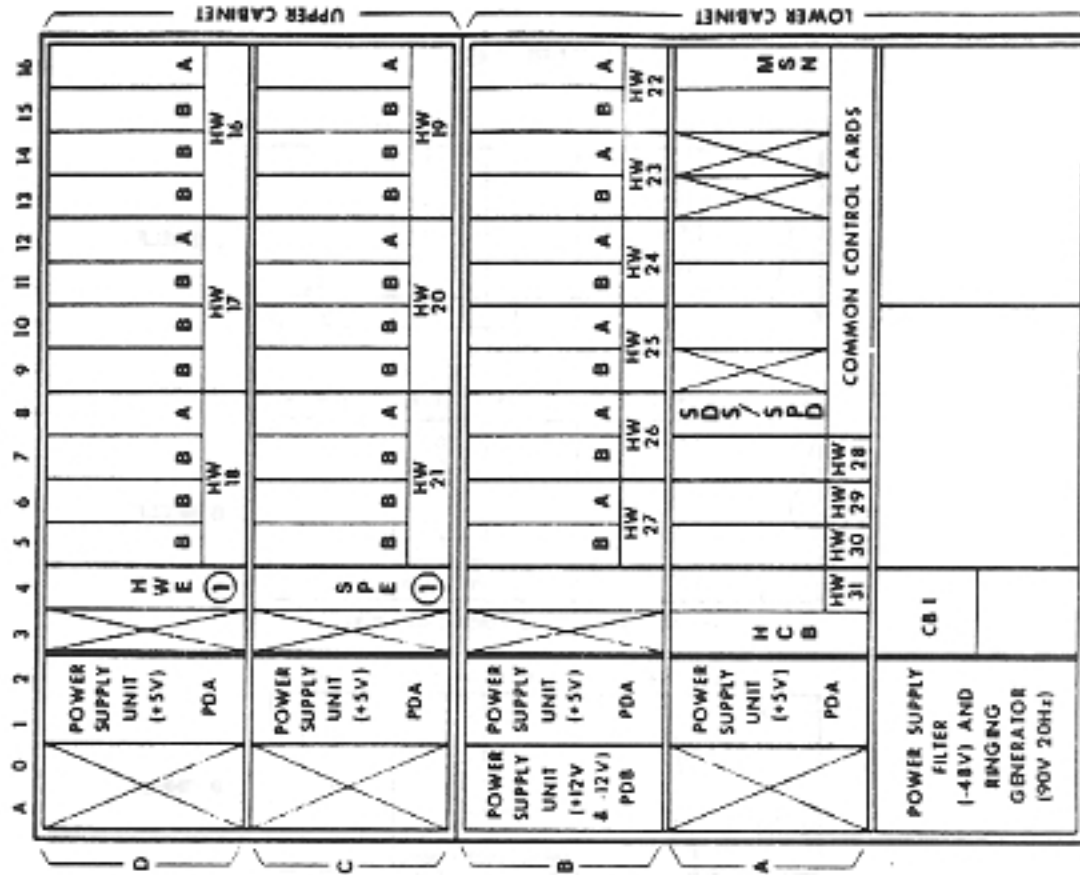 A 0 1 2 3 4 5 6 7 8 9 10 11 12 13 14 15 16
D
POWER
SUPPLY
UNIT
(+5V)
PDA
HWE
1
B B B A B B B A B B B A
HW 18
HW 17
HW 16
UPPER CABINET
C
POWER
SUPPLY
UNIT
(+5V)
PDA
SPE
1
B B B A B B B A B B B A
HW 21
HW 20
HW 19
B
POWER
SUPPLY
UNIT
(+12V
& -12V)
PDB
POWER
SUPPLY
UNIT
(+5V)
PDA
B A B A B A B A B A B A
HW 27
HW 26
HW 25
HW 24
HW 23
HW 22
LOWER CABINET
A
POWER
SUPPLY
UNIT
(+5V)
PDA
HCB
HW 31
HW 30
HW 29
HW 28
SDS/SPD
MSN
COMMON CONTROL CARDS
POWER SUPPLY
FILTER
(-48V) AND
RINGING
GENERATOR
(90V 20Hz)
CB 1